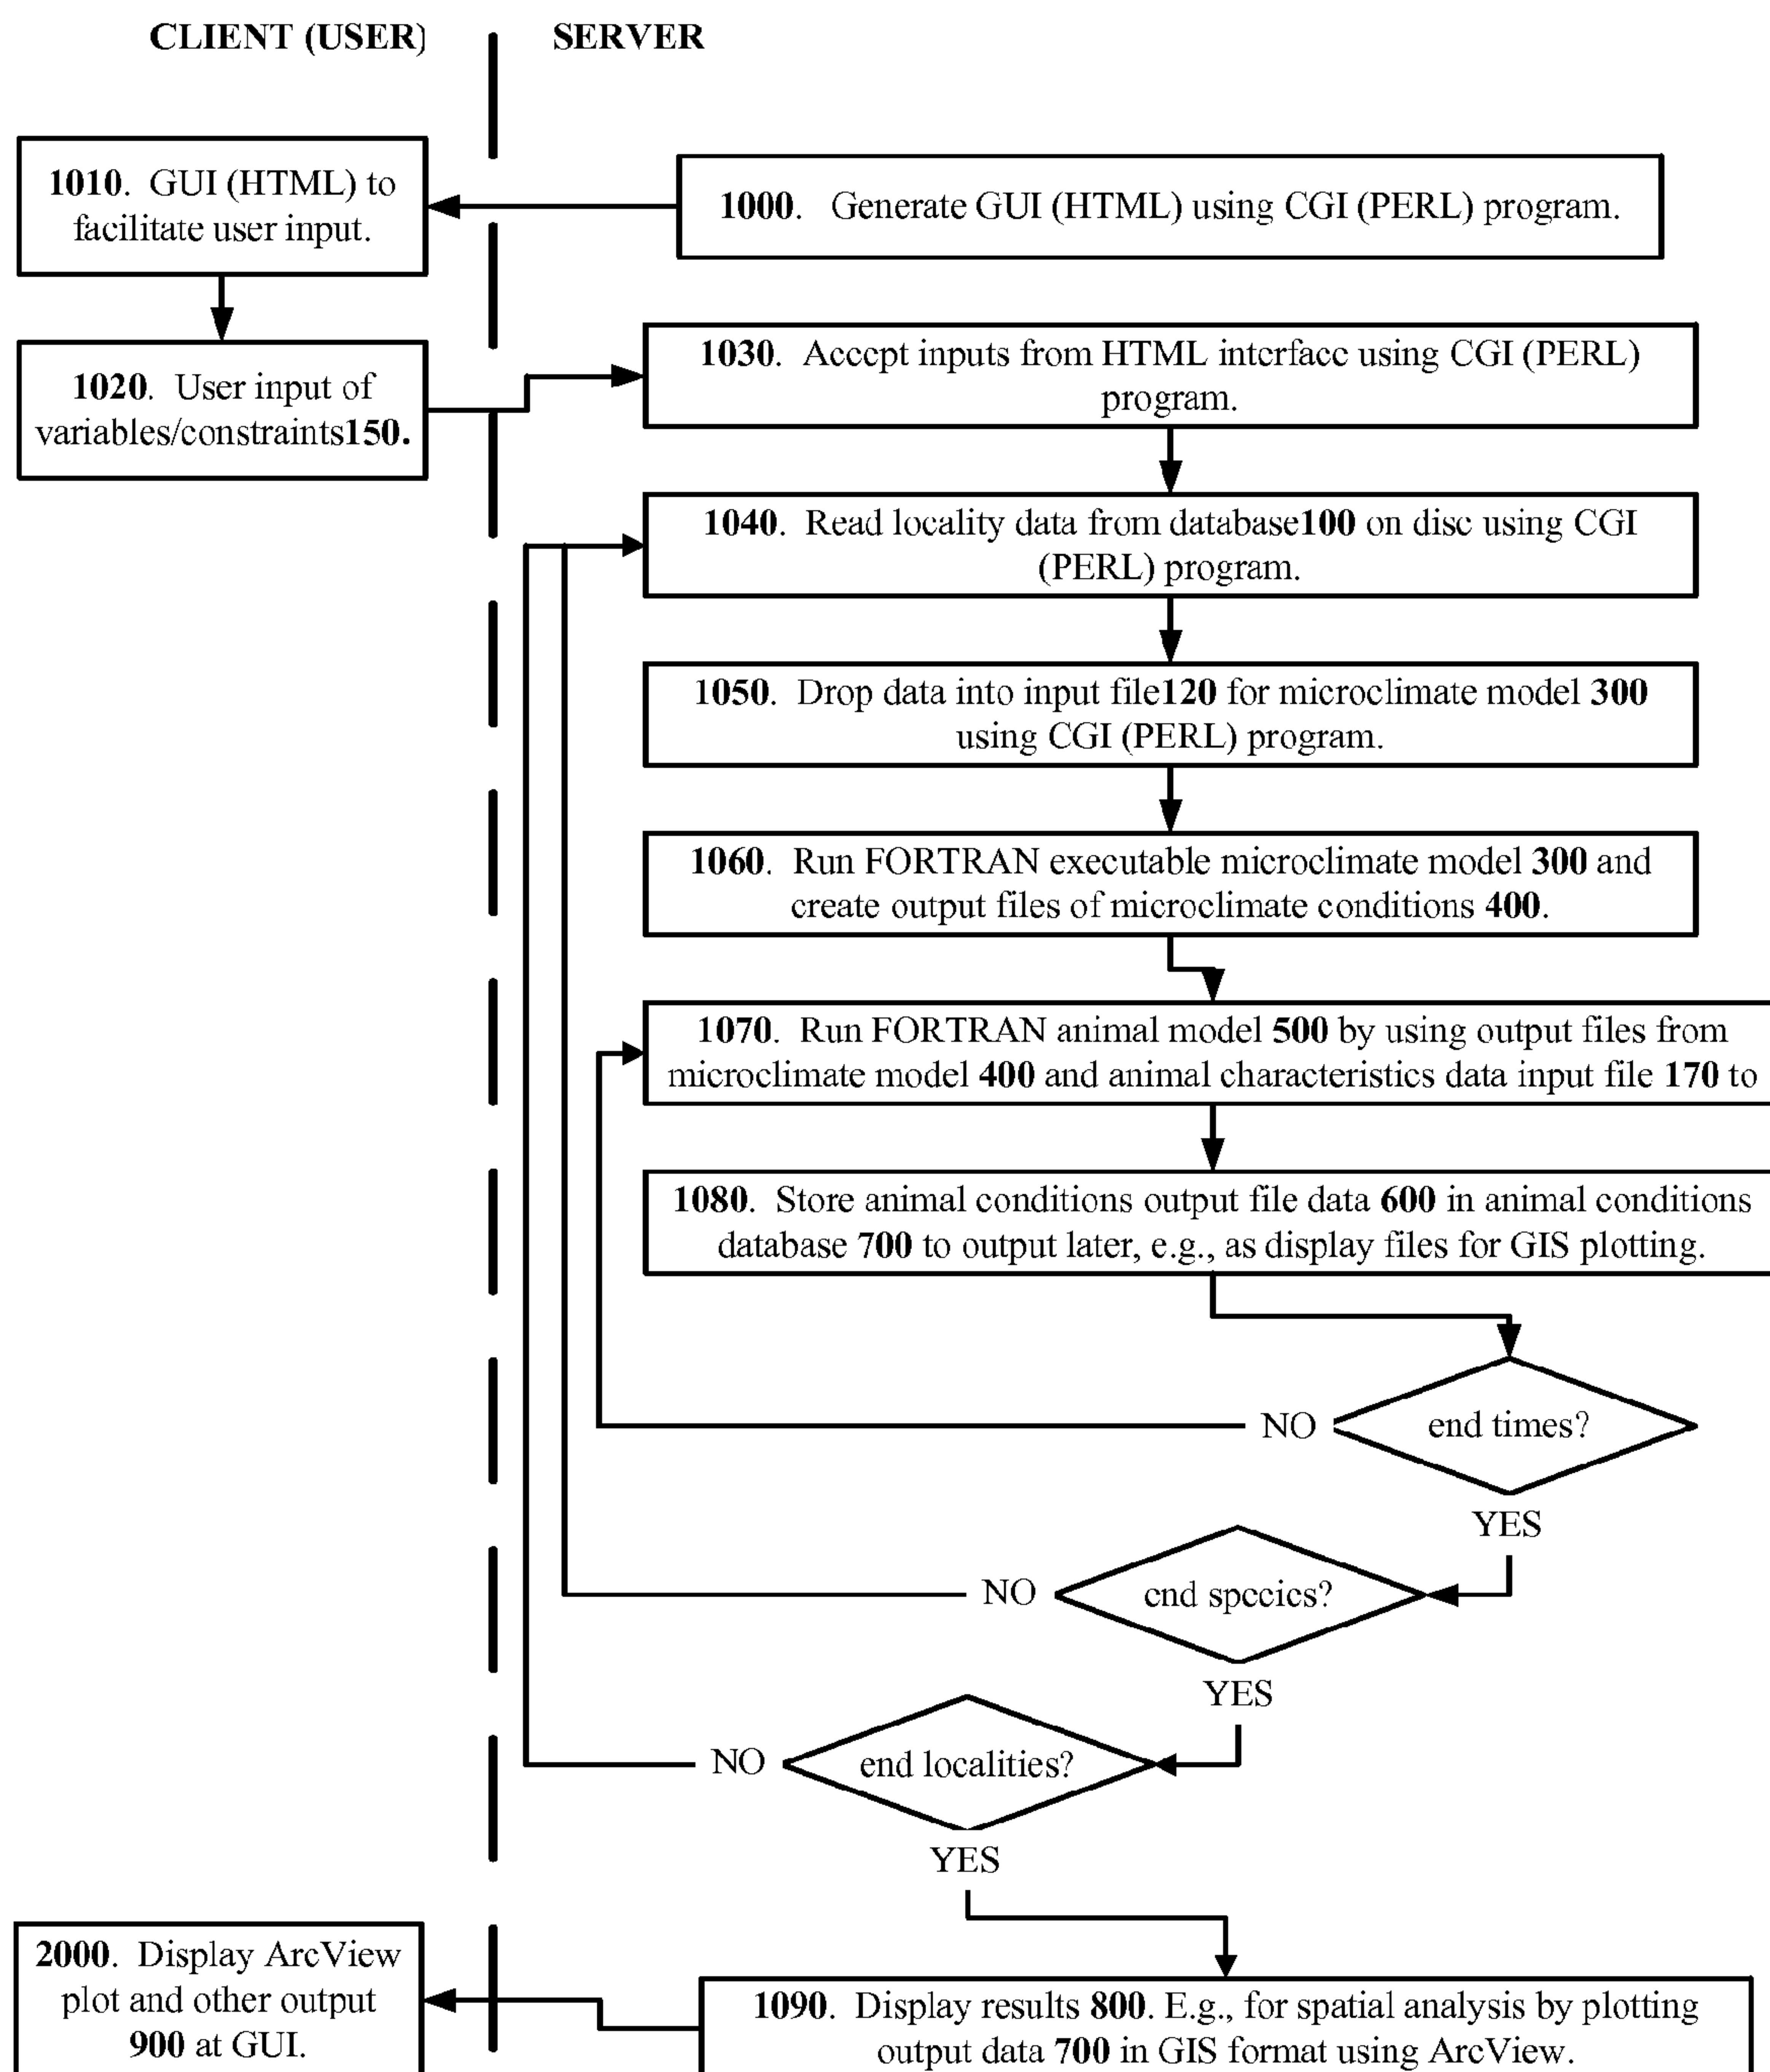 CLIENT (USER)
SERVER
1010. GUI (HTML) to
facilitate user input.
1000. Generate GUI (HTML) using CGI (PERL) program.
1020. User input of
variables/constraints150.
1030. Accept inputs from HTML interface using CGI (PERL)
program.
1040. Read locality data from database100 on disc using CGI
(PERL) program.
1050. Drop data into input file120 for microclimate model 300
using CGI (PERL) program.
1060. Run FORTRAN executable microclimate model 300 and
create output files of microclimate conditions 400.
1070. Run FORTRAN animal model 500 by using output files from
microclimate model 400 and animal characteristics data input file 170 to
1080. Store animal conditions output file data 600 in animal conditions
database 700 to output later, e.g., as display files for GIS plotting.
NO
end times?
YES
NO
end species?
YES
NO
end localities?
YES
2000. Display ArcView
plot and other output
900 at GUI.
1090. Display results 800. E.g., for spatial analysis by plotting
output data 700 in GIS format using ArcView.